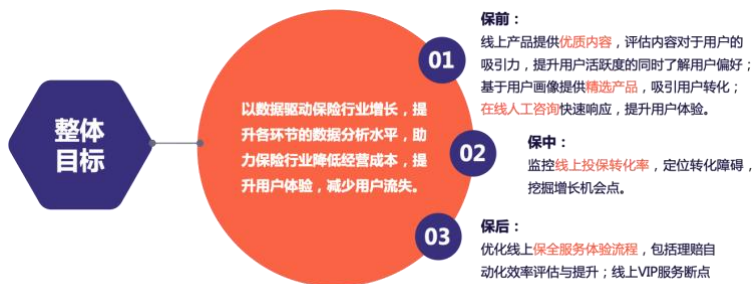 整体
目标
以数据驱动保险行业增长，提
升各环节的数据分析水平，助
力保险行业降低经营成本，提
升用户体验，减少用户流失。
01
保前：
线上产品提供优质内容，评估内容对于用户的
吸引力，提升用户活跃度的同时了解用户偏好；
基于用户画像提供精选产品，吸引用户转化；
在线人工咨询快速响应，提升用户体验。
02
保中：
监控线上投保转化率，定位转化障碍，
挖掘增长机会点。
03
保后：
优化线上保全服务体验流程，包括理赔自
动化效率评估与提升；线上VIP服务断点